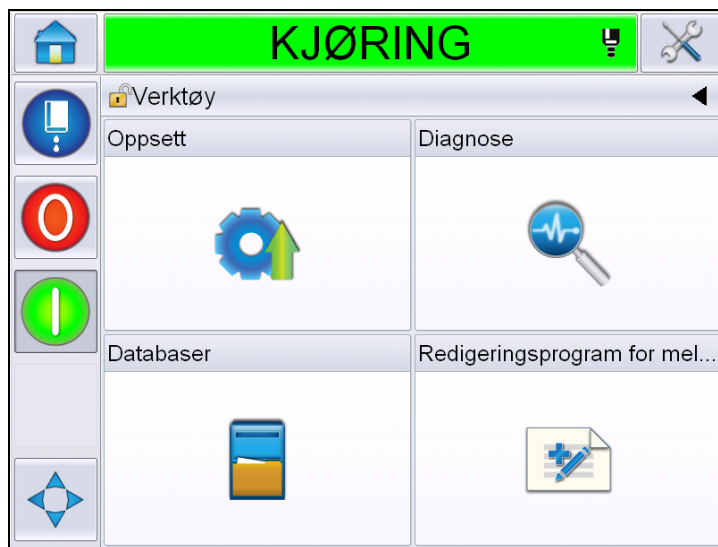 KJØRING
Verktøy
Oppsett
Diagnose
Databaser
Redigeringsprogram for mel...